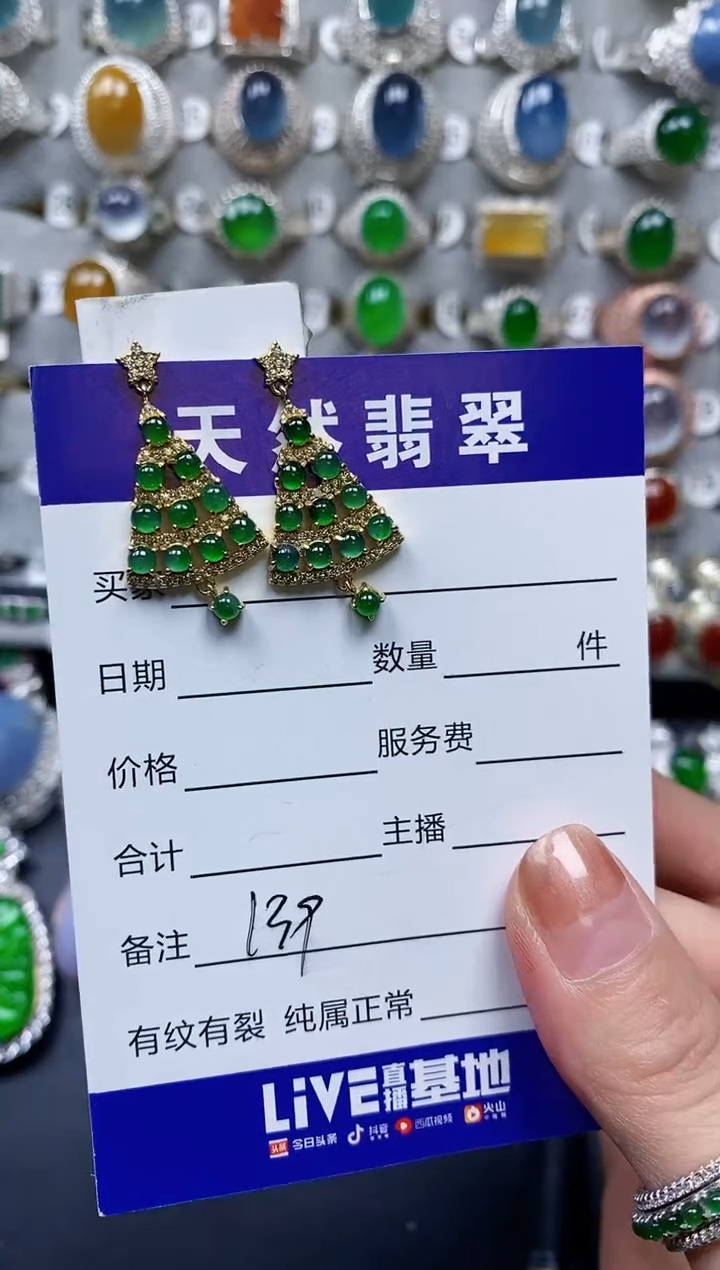 天然翡翠
买家
日期 数量 件
价格 服务费
合计 主播
备注 139
有纹有裂 纯属正常
LiVE直播基地
头条 今日头条 抖音 西瓜视频 火山